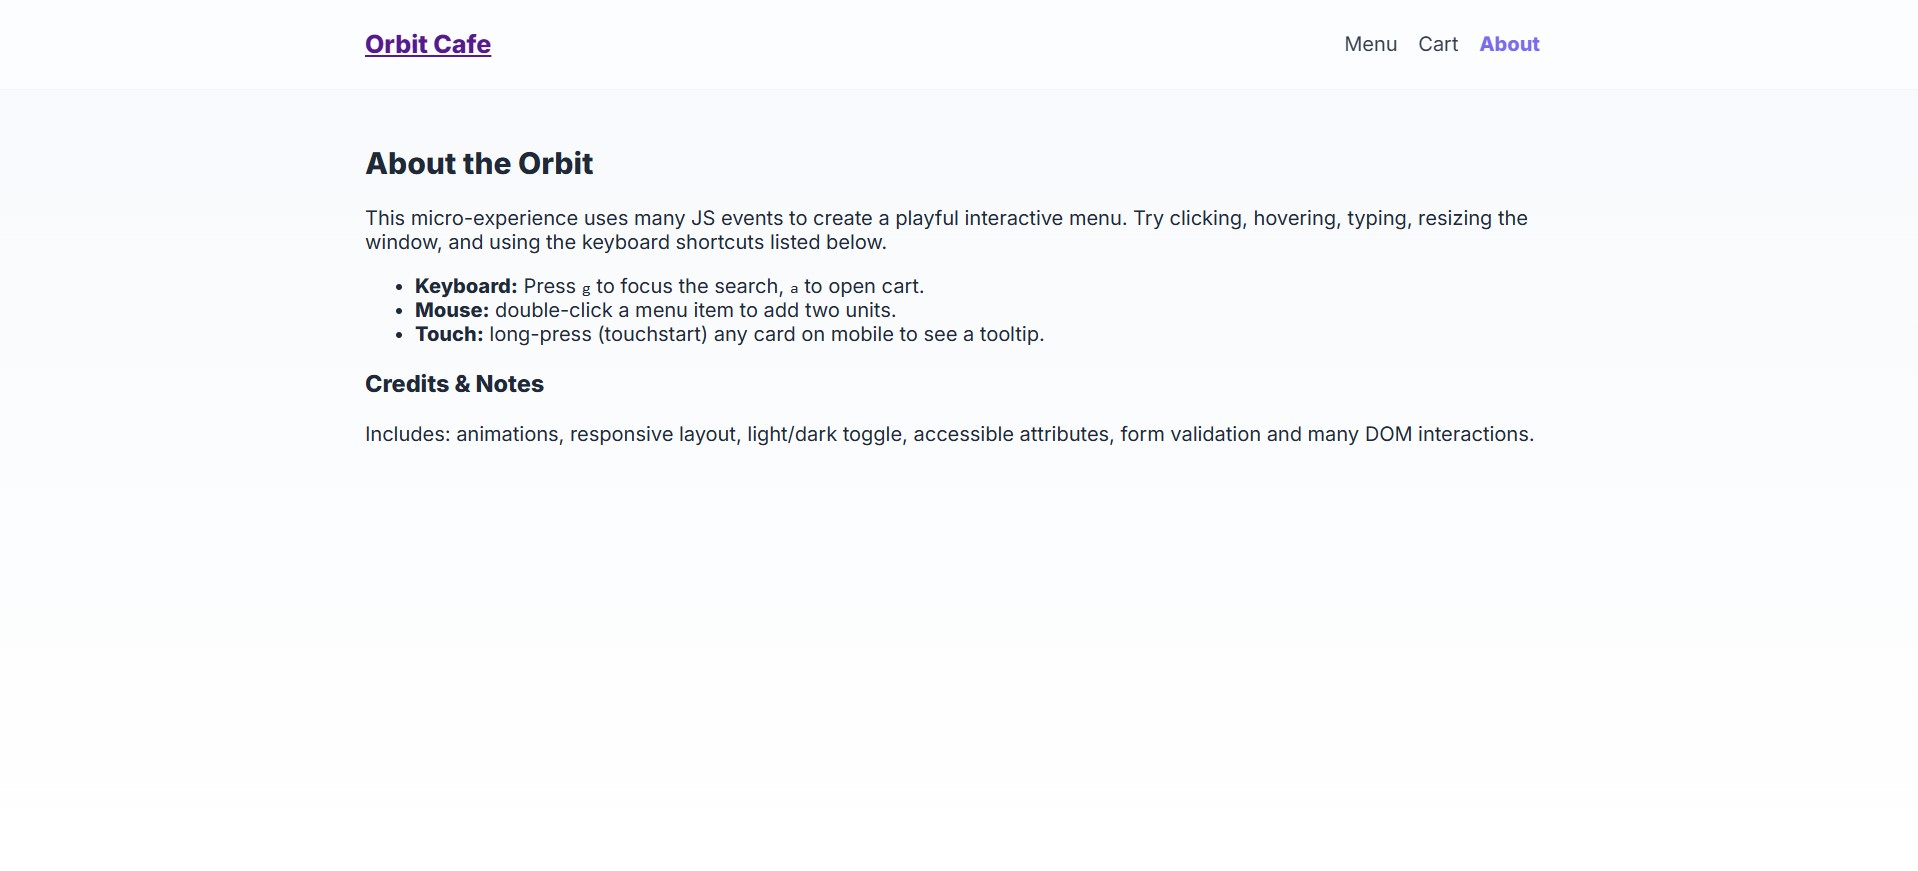 Orbit Cafe
Menu Cart About
About the Orbit
This micro-experience uses many JS events to create a playful interactive menu. Try clicking, hovering, typing, resizing the
window, and using the keyboard shortcuts listed below.
• Keyboard: Press g to focus the search, a to open cart.
• Mouse: double-click a menu item to add two units.
• Touch: long-press (touchstart) any card on mobile to see a tooltip.
Credits & Notes
Includes: animations, responsive layout, light/dark toggle, accessible attributes, form validation and many DOM interactions.